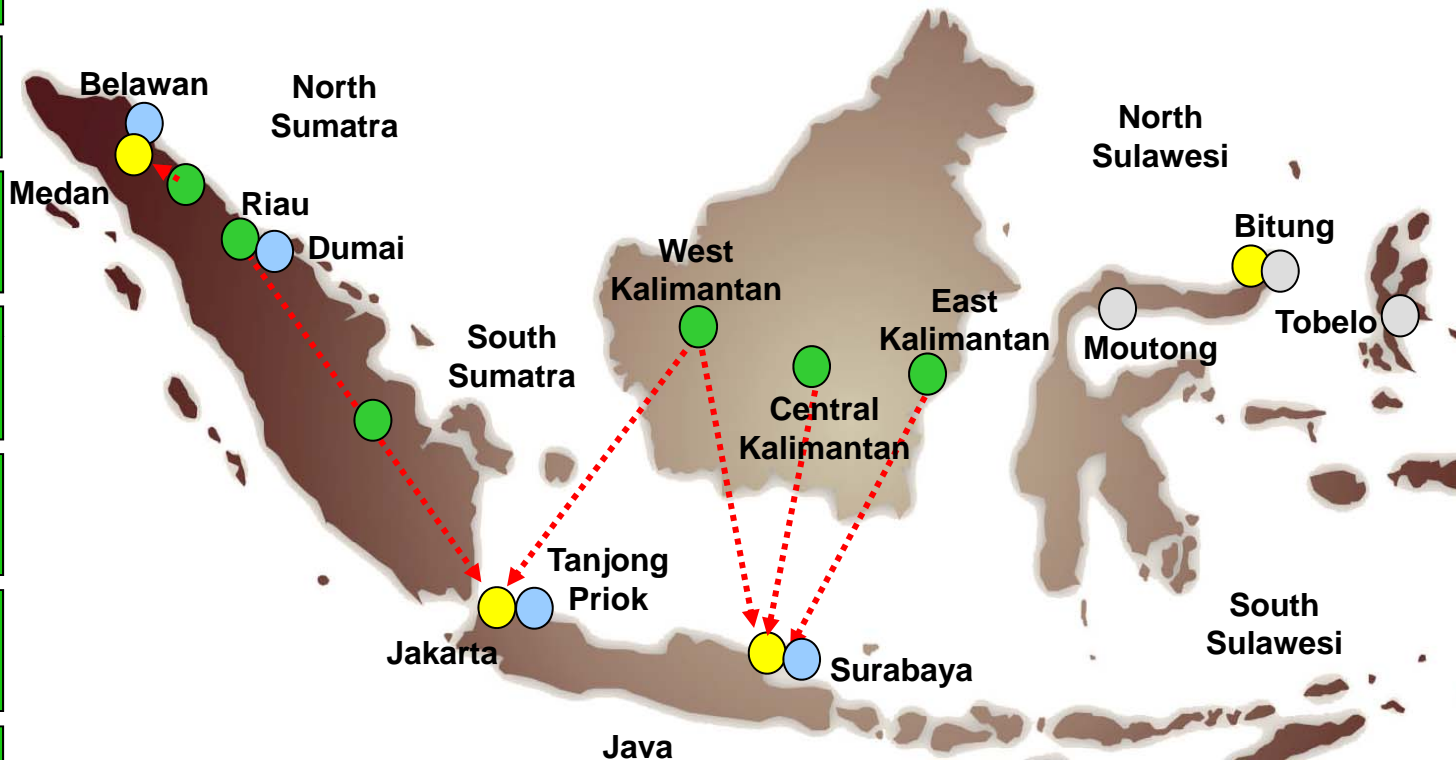 Belawan
North
Sumatra
Medan
Riau
Dumai
South
Sumatra
West
Kalimantan
Central
Kalimantan
East
Kalimantan
North
Sulawesi
Bitung
Tobelo
Moutong
Tanjong
Priok
Jakarta
Surabaya
South
Sulawesi
Java